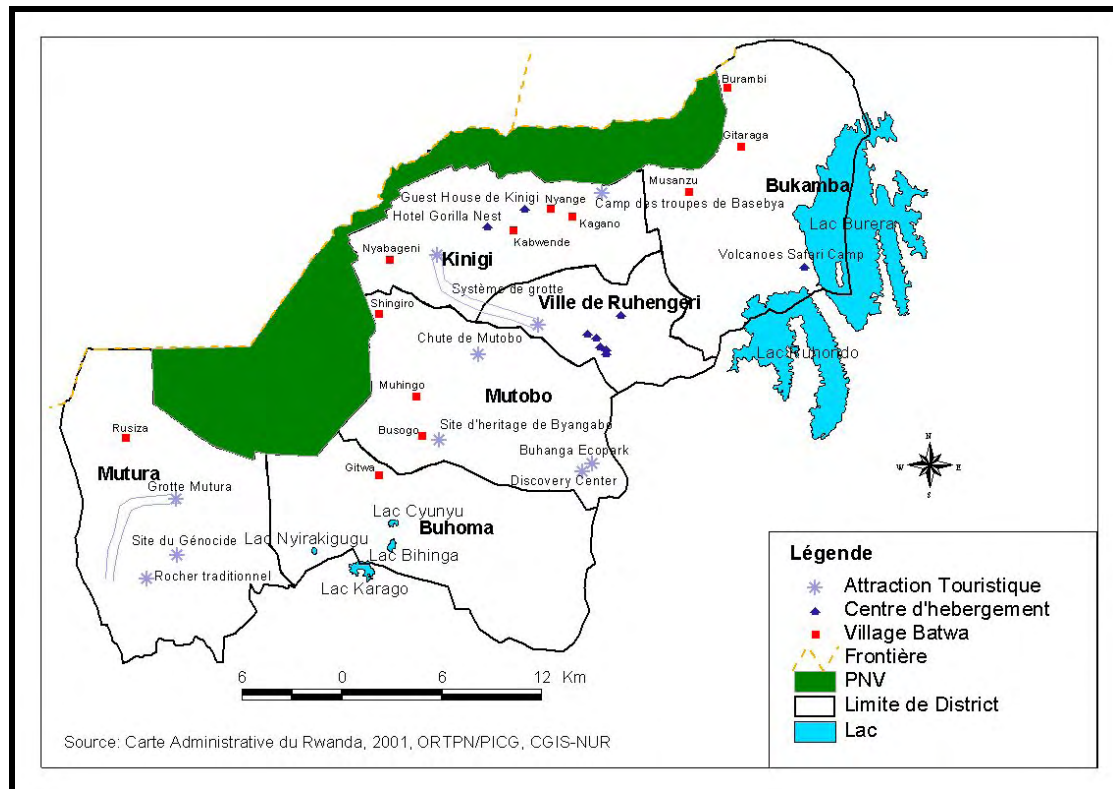 Burambi
Gitaraga
Musanzu
Bukamba
Guest House de Kinigi
Nyange
Camp des troupes de Basebya
Hotel Gorilla Nest
Kagano
Lac Burera
Kabwende
Nyabageni
Kinigi
Volcanoes Safari Camp
Système de grotte
Ville de Ruhengeri
Shingiro
Chute de Mutobo
Lac Ruhondo
Muhingo
Mutobo
Rusiza
Busogo
Site d'heritage de Byangabo
Buhanga Ecopark
Mutura
Gitwa
Discovery Center
Grotte Mutura
Lac Cyunyu
Buhoma
Site du Génocide
Lac Nyirakigugu
Lac Bihinga
Rocher traditionnel
Lac Karago
N
W E
S
Légende
Attraction Touristique
Centre d'hebergement
Village Batwa
Frontière
PNV
Limite de District
Lac
6 0 6 12 Km
Source: Carte Administrative du Rwanda, 2001, ORTPN/PICG, CGIS-NUR